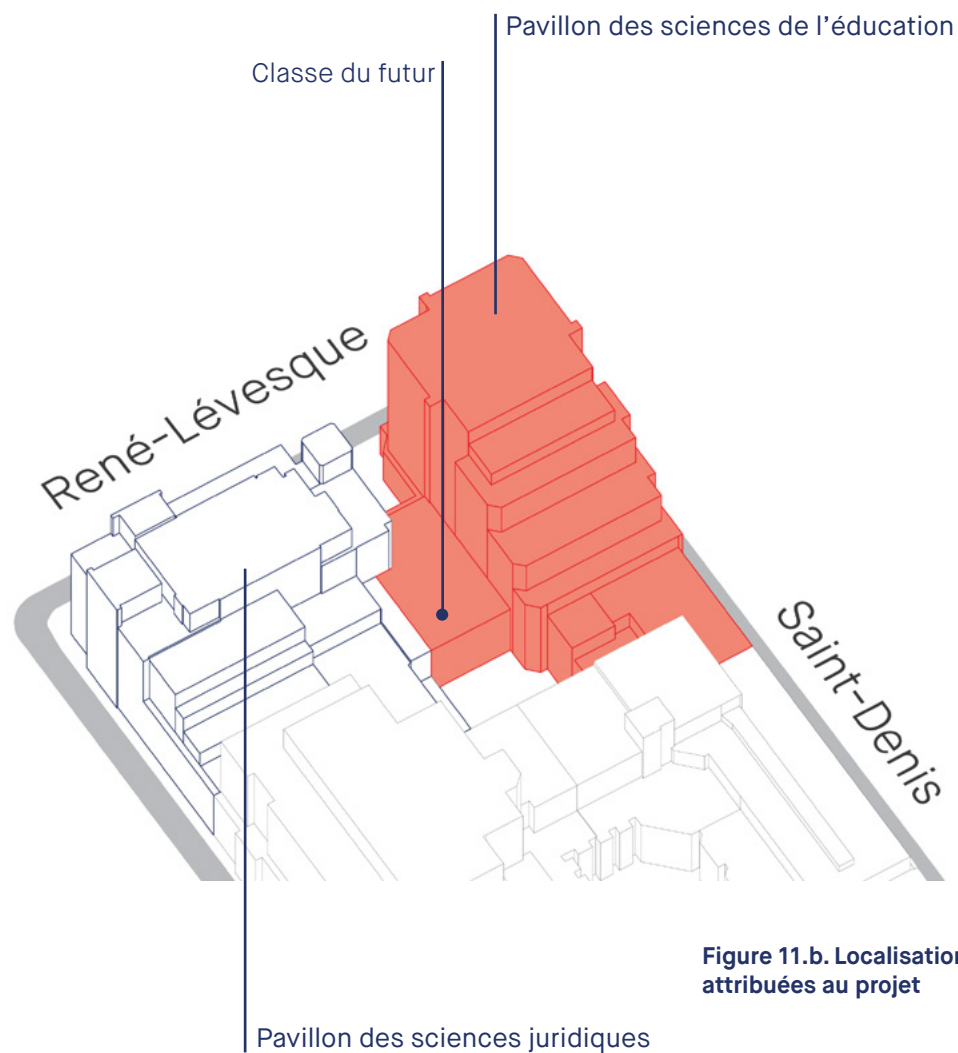 Pavillon des sciences de l'éducation
Classe du futur
René-Lévesque
Saint-Denis
Figure 11.b. Localisation
attribuées au projet
Pavillon des sciences juridiques